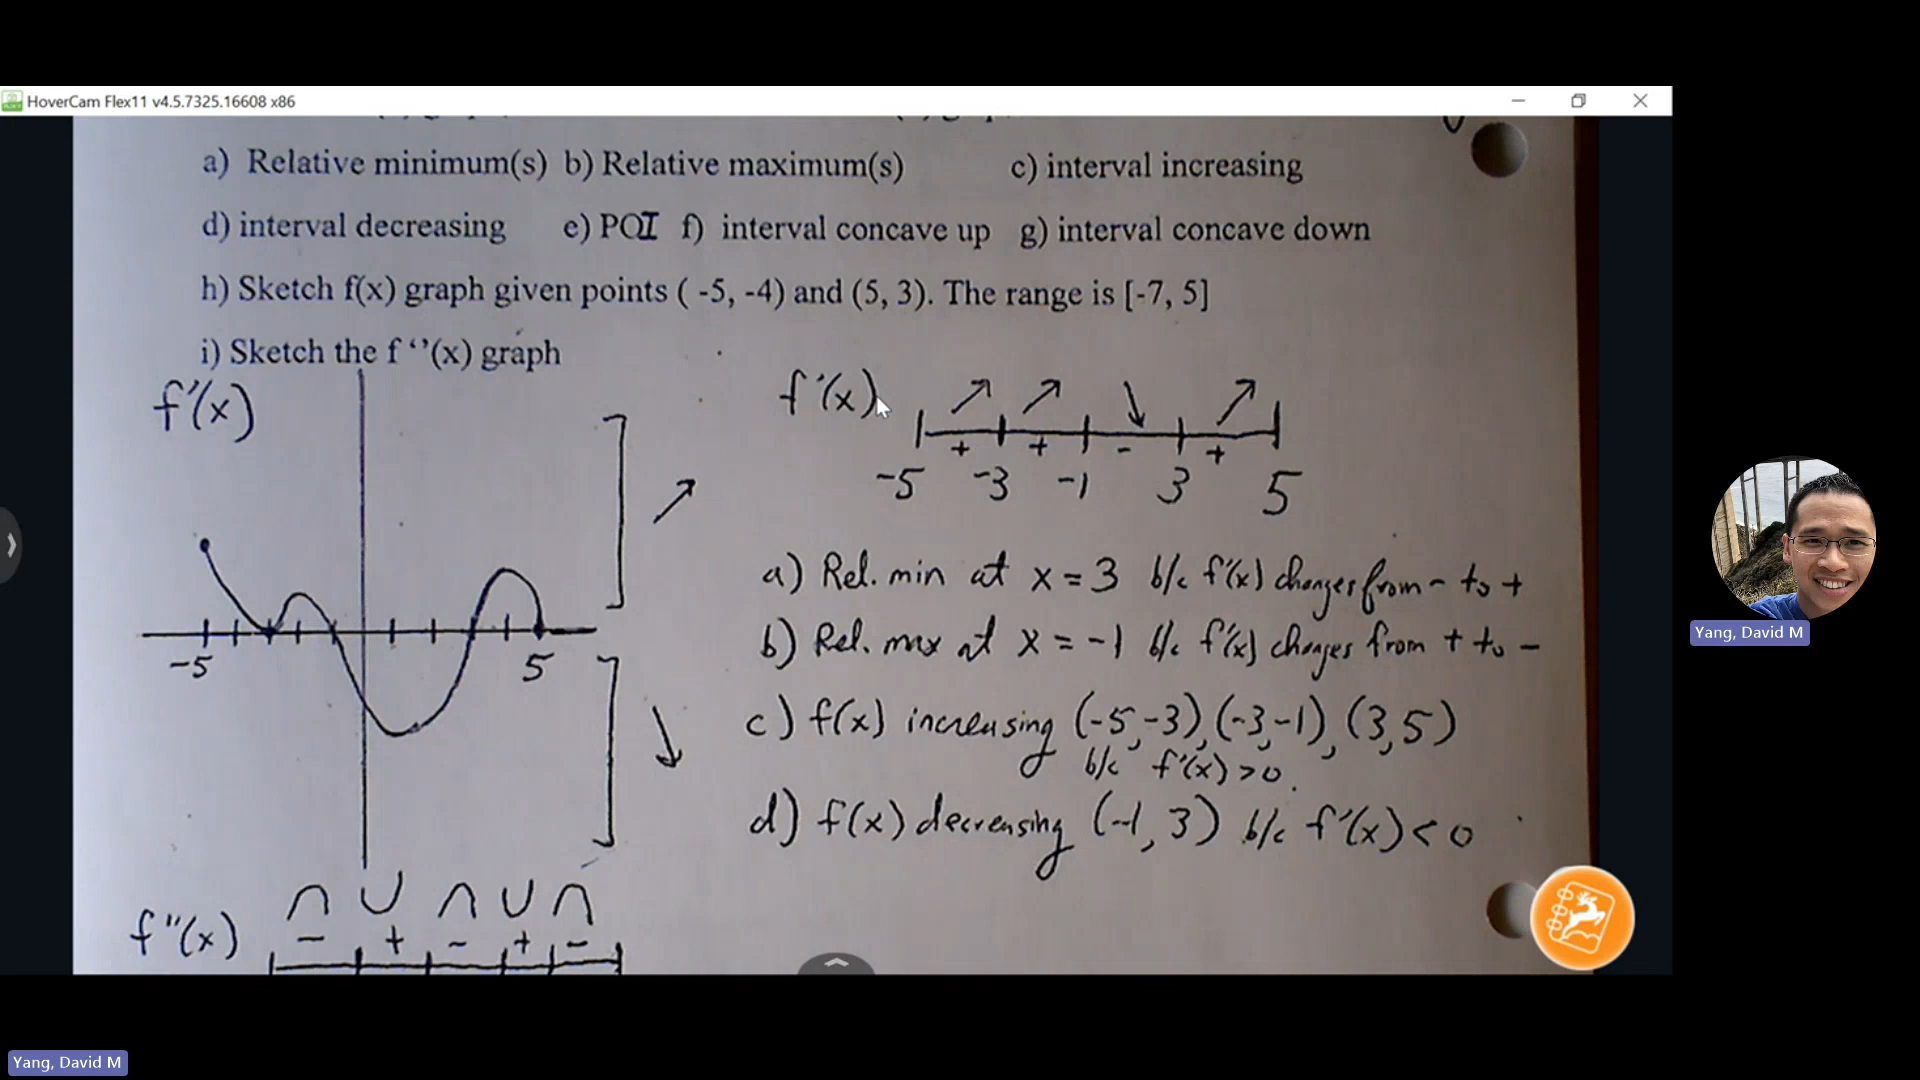 HoverCam Flex11 v4.5.7325.16608 x86
a) Relative minimum(s) b) Relative maximum(s) c) interval increasing
d) interval decreasing e) POI f) interval concave up g) interval concave down
h) Sketch f(x) graph given points ( -5, -4) and (5, 3). The range is [-7, 5]
i) Sketch the f ‘’(x) graph
f'(x)
-5 5
f'(x)
+ + - +
-5 -3 -1 3 5
a) Rel. min at x = 3 b/c f'(x) changes from - to +
b) Rel. max at x = -1 b/c f'(x) changes from + to -
c) f(x) increasing (-5,-3), (-3,-1), (3,5)
b/c f'(x) > 0.
d) f(x) decreasing (-1, 3) b/c f'(x) < 0
f"(x)
- + - + -
Yang, David M
Yang, David M